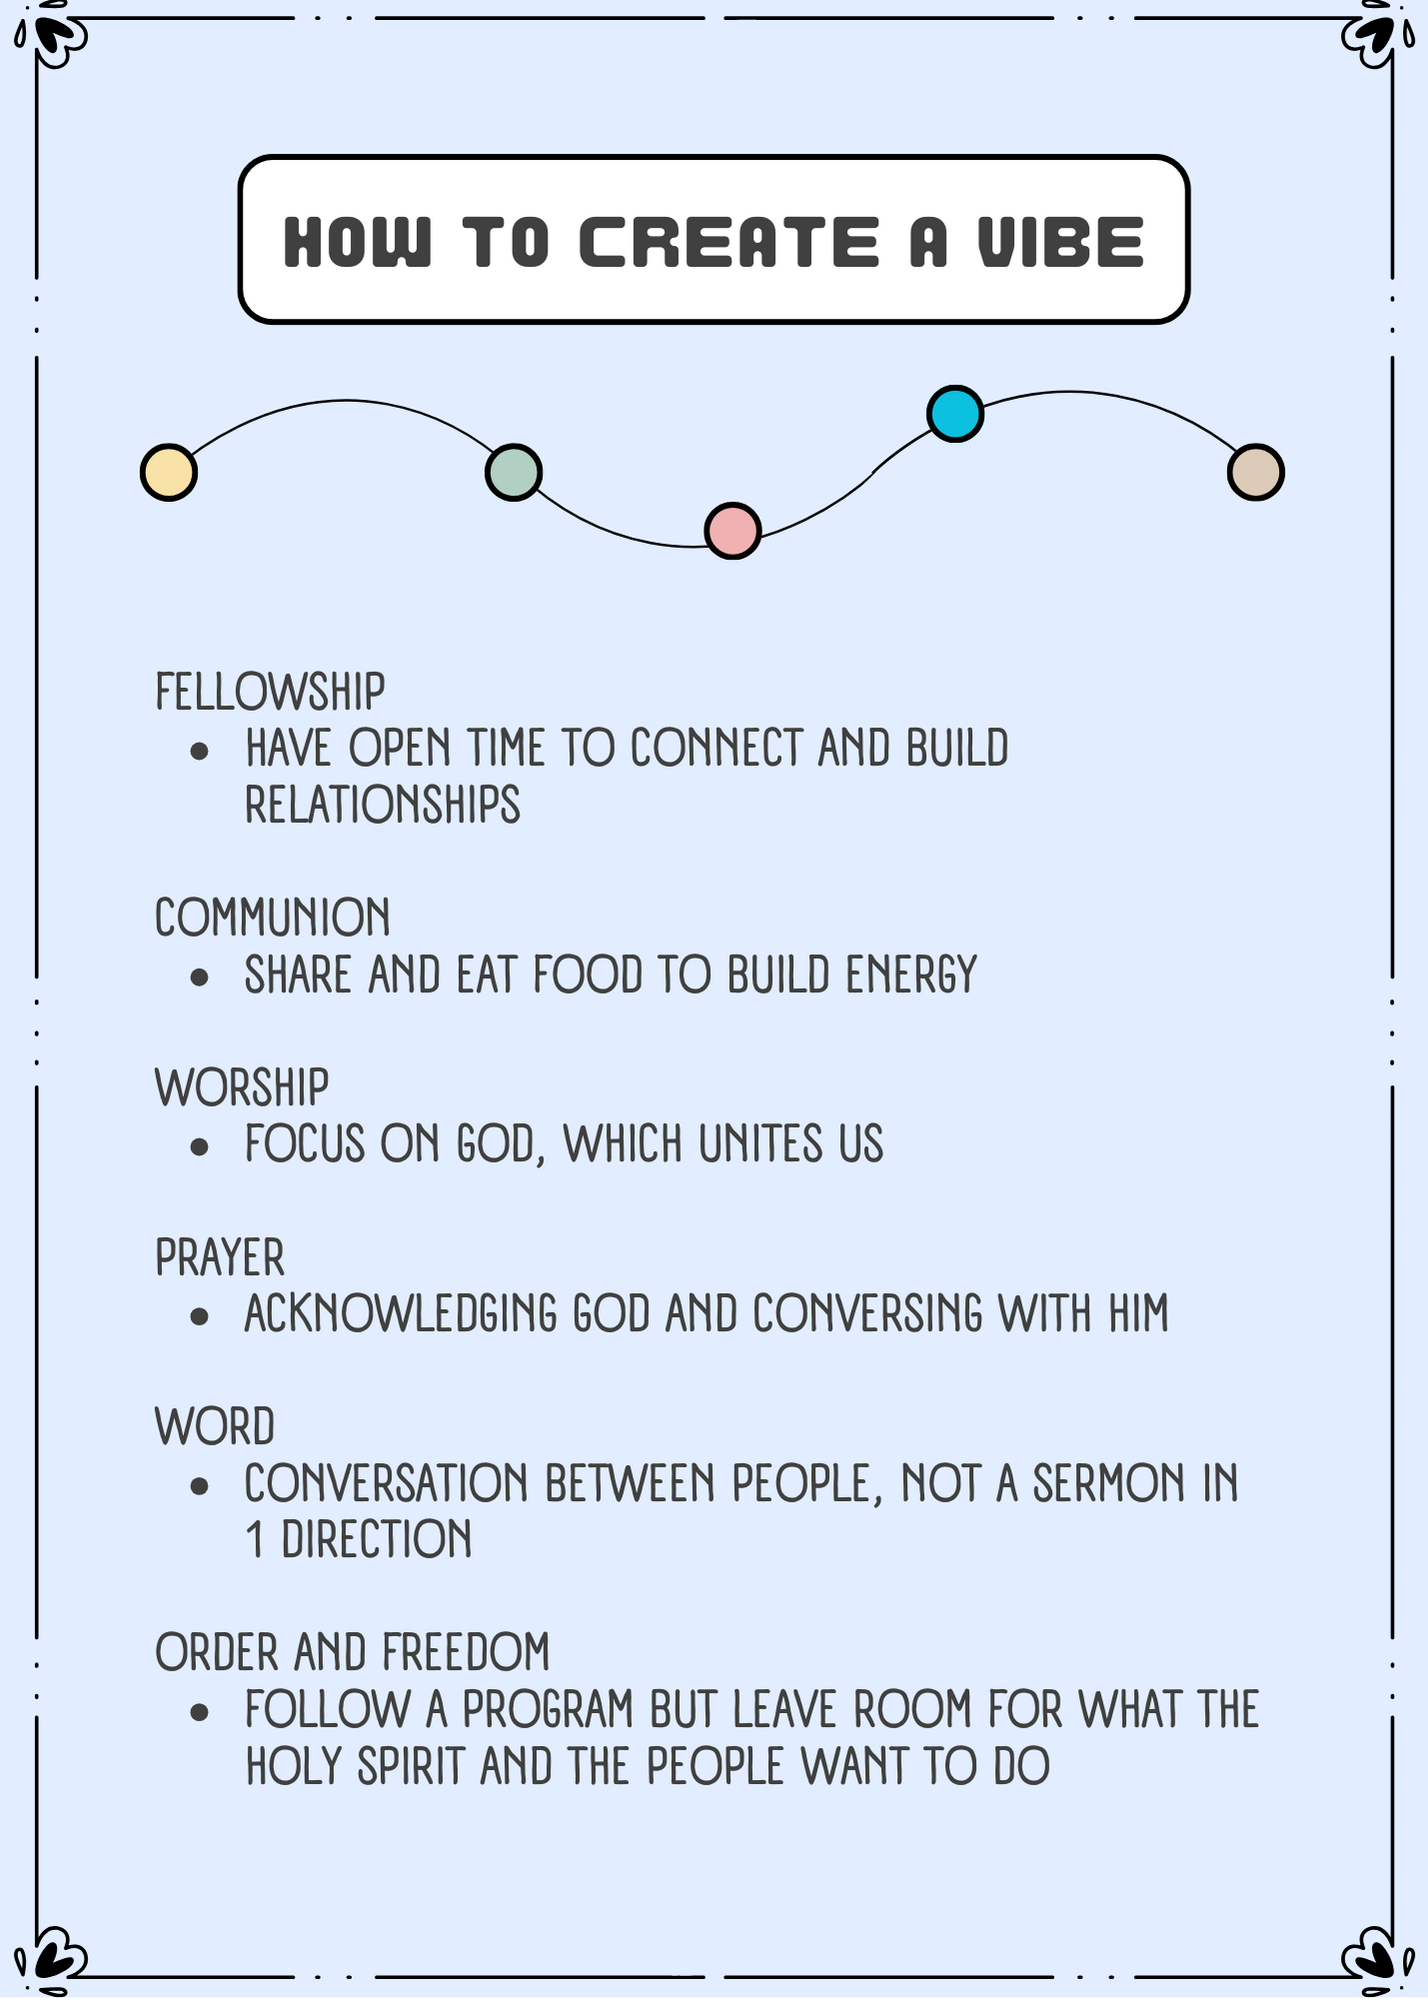 HOW TO CREATE A VIBE
FELLOWSHIP
• HAVE OPEN TIME TO CONNECT AND BUILD
RELATIONSHIPS
COMMUNION
• SHARE AND EAT FOOD TO BUILD ENERGY
WORSHIP
• FOCUS ON GOD, WHICH UNITES US
PRAYER
• ACKNOWLEDGING GOD AND CONVERSING WITH HIM
WORD
• CONVERSATION BETWEEN PEOPLE, NOT A SERMON IN
1 DIRECTION
ORDER AND FREEDOM
• FOLLOW A PROGRAM BUT LEAVE ROOM FOR WHAT THE
HOLY SPIRIT AND THE PEOPLE WANT TO DO